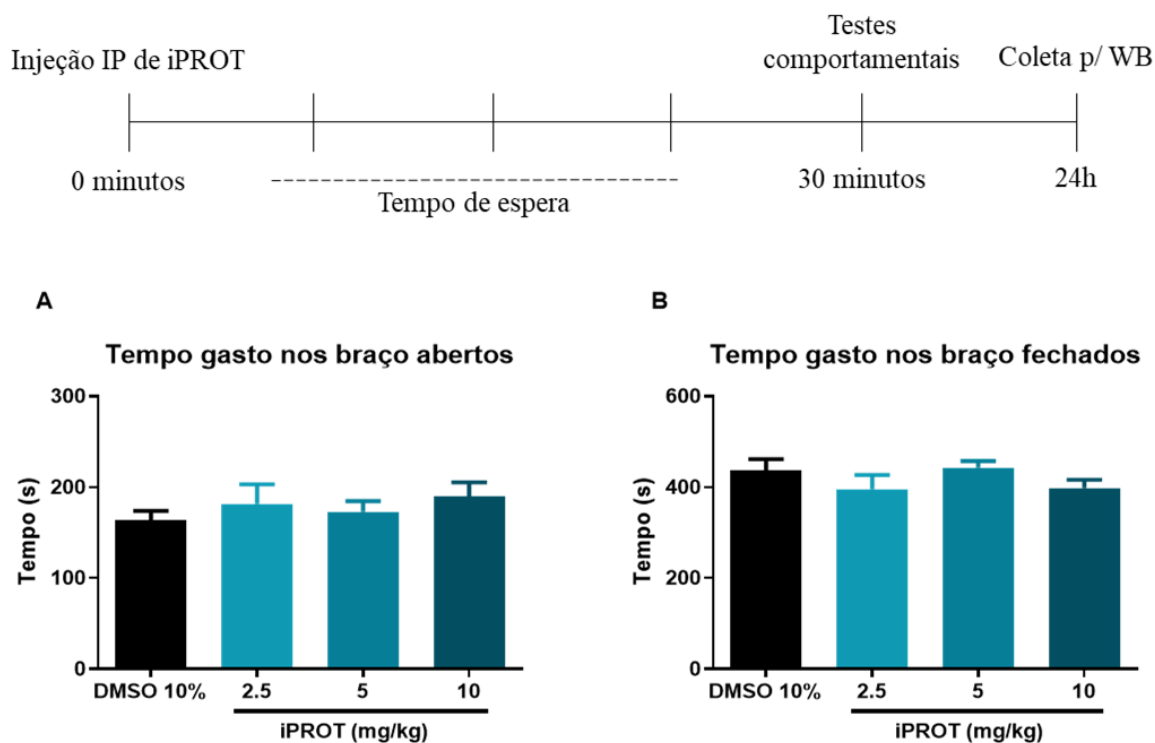 Injeção IP de iPROT
Testes
comportamentais
Coleta p/ WB
0 minutos
Tempo de espera
30 minutos
24h
A
Tempo gasto nos braço abertos
Tempo (s)
300
200
100
0
DMSO 10%
2.5
5
10
iPROT (mg/kg)
B
Tempo gasto nos braço fechados
Tempo (s)
600
400
200
0
DMSO 10%
2.5
5
10
iPROT (mg/kg)